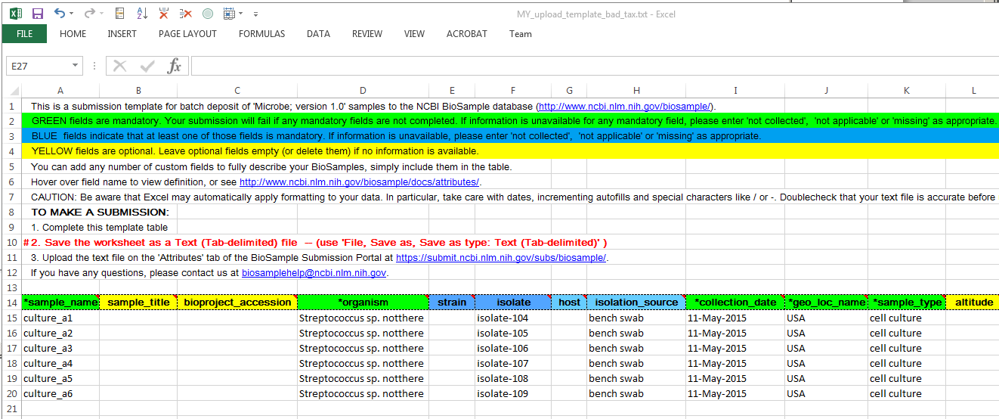 MY_upload_template_bad_tax.txt - Excel
FILE HOME INSERT PAGE LAYOUT FORMULAS DATA REVIEW VIEW ACROBAT Team
E27 fx
A B C D E F G H I J K L
1 This is a submission template for batch deposit of 'Microbe; version 1.0' samples to the NCBI BioSample database (http://www.ncbi.nlm.nih.gov/biosample/).
2 GREEN fields are mandatory. Your submission will fail if any mandatory fields are not completed. If information is unavailable for any mandatory field, please enter 'not collected', 'not applicable' or 'missing' as appropriate.
3 BLUE fields indicate that at least one of those fields is mandatory. If information is unavailable, please enter 'not collected', 'not applicable' or 'missing' as appropriate.
4 YELLOW fields are optional. Leave optional fields empty (or delete them) if no information is available.
5 You can add any number of custom fields to fully describe your BioSamples, simply include them in the table.
6 Hover over field name to view definition, or see http://www.ncbi.nlm.nih.gov/biosample/docs/attributes/.
7 CAUTION: Be aware that Excel may automatically apply formatting to your data. In particular, take care with dates, incrementing autofills and special characters like / or -. Doublecheck that your text file is accurate before
8 TO MAKE A SUBMISSION:
9 1. Complete this template table
10 # 2. Save the worksheet as a Text (Tab-delimited) file — (use 'File, Save as, Save as type: Text (Tab-delimited)' )
11 3. Upload the text file on the 'Attributes' tab of the BioSample Submission Portal at https://submit.ncbi.nlm.nih.gov/subs/biosample/.
12 If you have any questions, please contact us at biosamplehelp@ncbi.nlm.nih.gov.
13
14 *sample_name sample_title bioproject_accession *organism strain isolate host isolation_source *collection_date *geo_loc_name *sample_type altitude
15 culture_a1 Streptococcus sp. notthere isolate-104 bench swab 11-May-2015 USA cell culture
16 culture_a2 Streptococcus sp. notthere isolate-105 bench swab 11-May-2015 USA cell culture
17 culture_a3 Streptococcus sp. notthere isolate-106 bench swab 11-May-2015 USA cell culture
18 culture_a4 Streptococcus sp. notthere isolate-107 bench swab 11-May-2015 USA cell culture
19 culture_a5 Streptococcus sp. notthere isolate-108 bench swab 11-May-2015 USA cell culture
20 culture_a6 Streptococcus sp. notthere isolate-109 bench swab 11-May-2015 USA cell culture
21